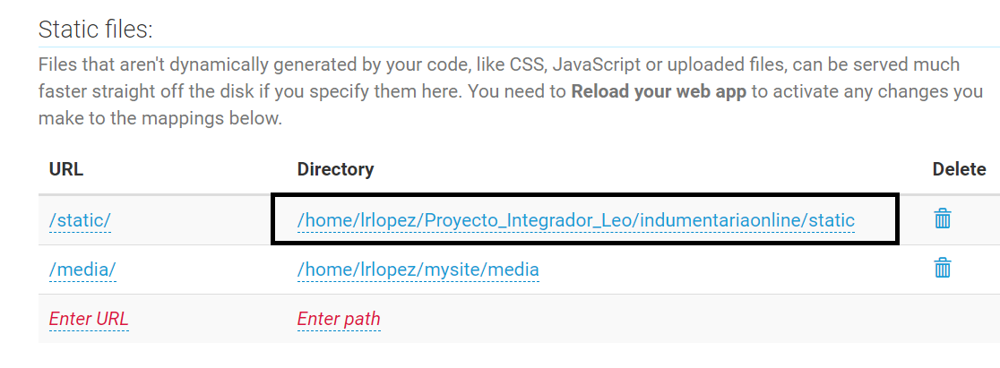 Static files:
Files that aren't dynamically generated by your code, like CSS, JavaScript or uploaded files, can be served much
faster straight off the disk if you specify them here. You need to Reload your web app to activate any changes you
make to the mappings below.
URL Directory Delete
/static/ /home/lrlopez/Proyecto_Integrador_Leo/indumentariaonline/static
/media/ /home/lrlopez/mysite/media
Enter URL Enter path